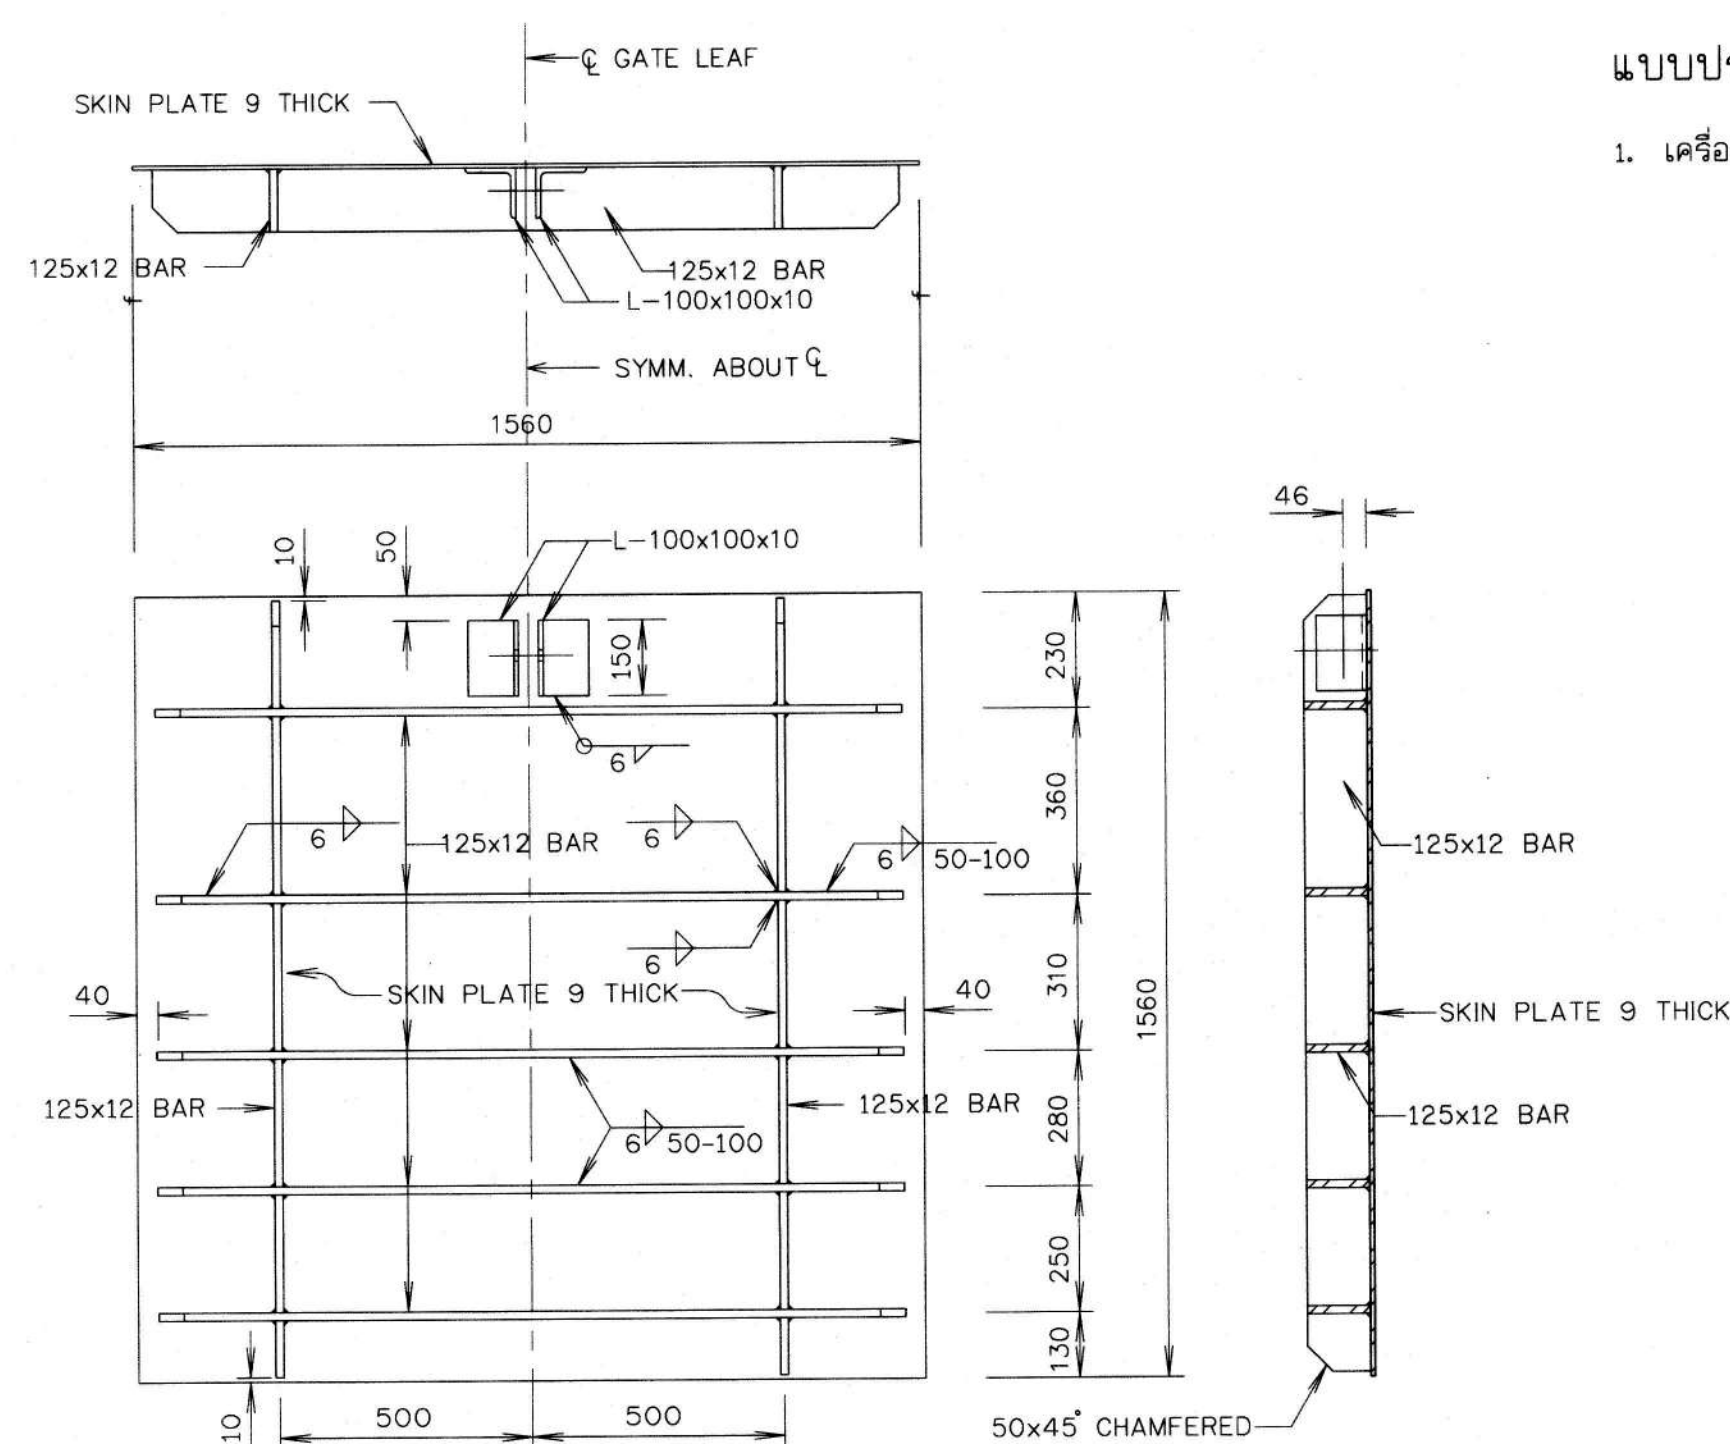 ℄ GATE LEAF
SKIN PLATE 9 THICK
แบบป
1. เครื่อ
125x12 BAR
125x12 BAR
L-100x100x10
SYMM. ABOUT ℄
1560
46
10
50
L-100x100x10
150
230
6
360
6
125x12 BAR
6
6 50-100
125x12 BAR
6
310
1560
40
SKIN PLATE 9 THICK
40
SKIN PLATE 9 THICK
125x12 BAR
125x12 BAR
280
125x12 BAR
6 50-100
250
130
10
500
500
50x45° CHAMFERED